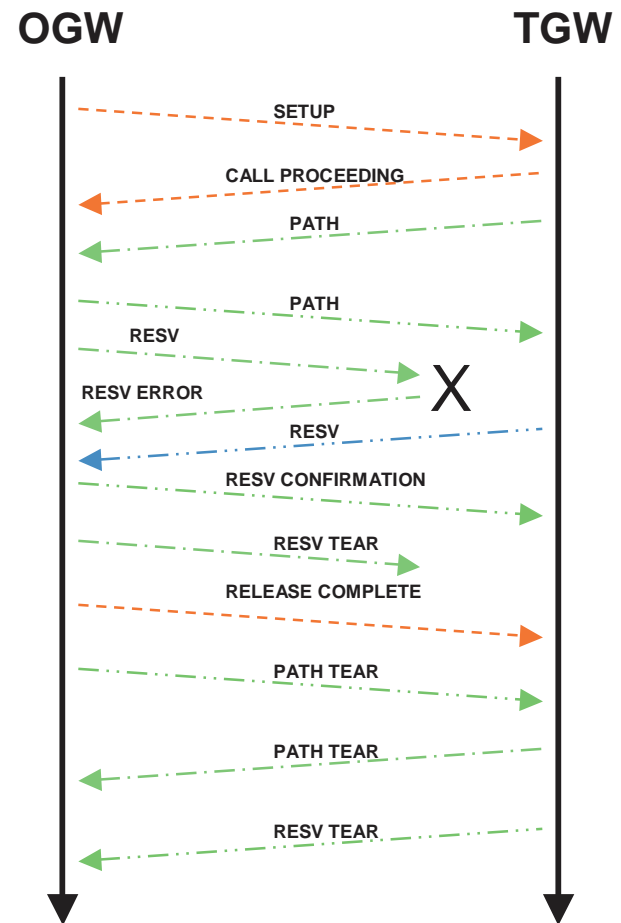 OGW TGW
SETUP
CALL PROCEEDING
PATH
PATH
RESV
RESV ERROR
X
RESV
RESV CONFIRMATION
RESV TEAR
RELEASE COMPLETE
PATH TEAR
PATH TEAR
RESV TEAR